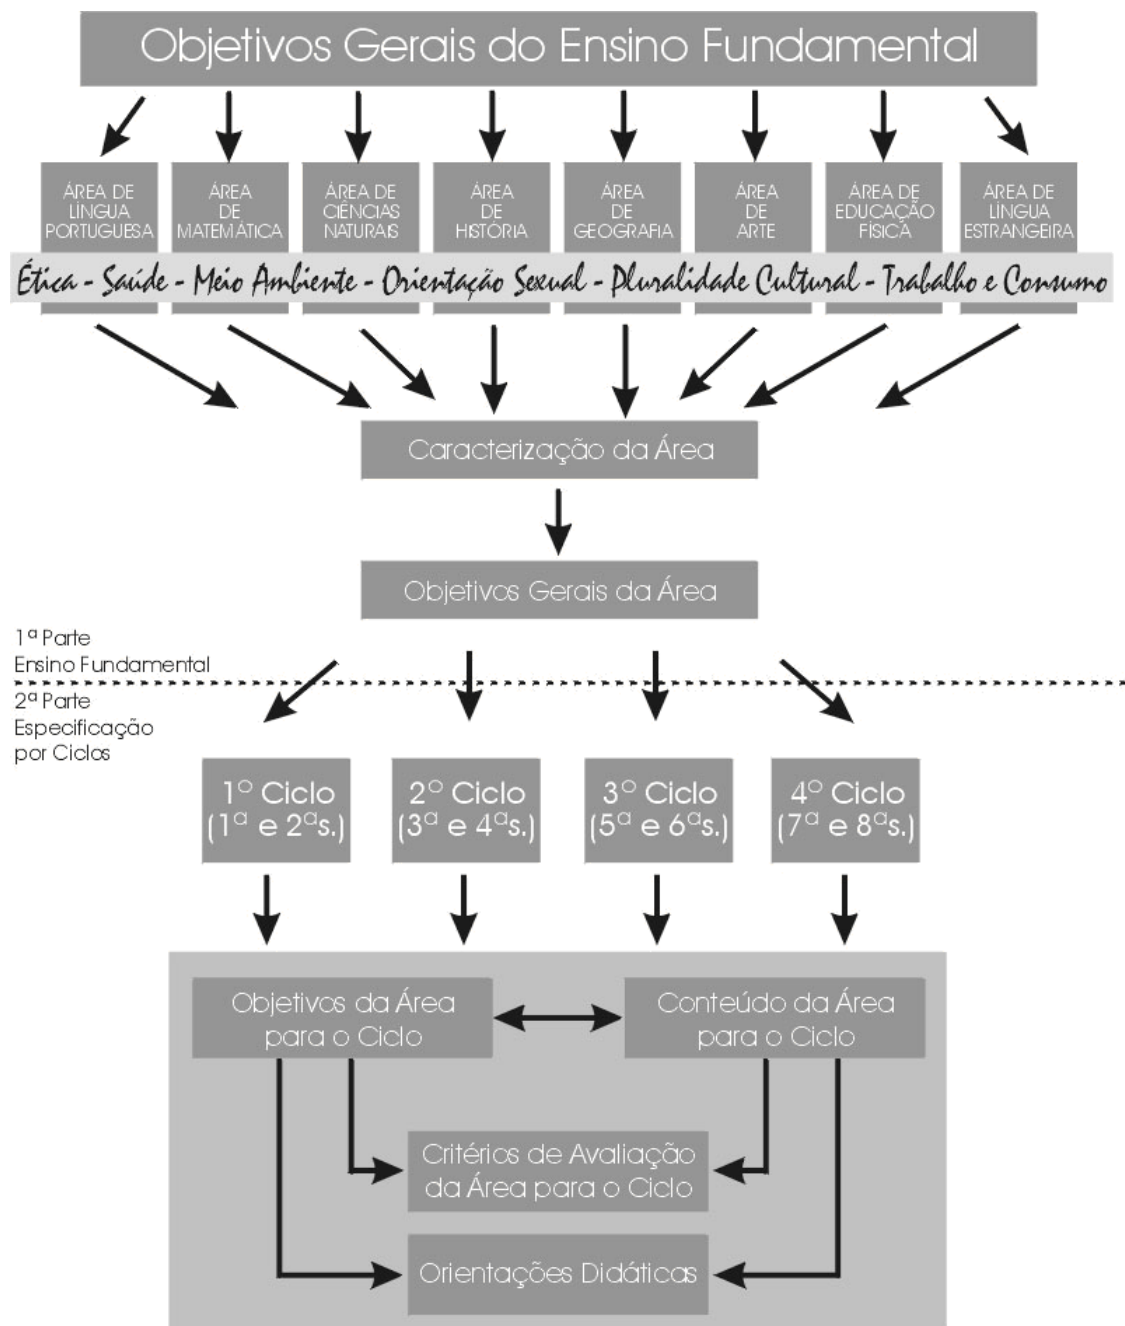 Objetivos Gerais do Ensino Fundamental
ÁREA DE
LÍNGUA
PORTUGUESA
ÁREA
DE
MATEMÁTICA
ÁREA DE
CIÊNCIAS
NATURAIS
ÁREA
DE
HISTÓRIA
ÁREA
DE
GEOGRAFIA
ÁREA
DE
ARTE
ÁREA DE
EDUCAÇÃO
FÍSICA
ÁREA DE
LÍNGUA
ESTRANGEIRA
Ética - Saúde - Meio Ambiente - Orientação Sexual - Pluralidade Cultural - Trabalho e Consumo
Caracterização da Área
Objetivos Gerais da Área
1ª Parte
Ensino Fundamental
2ª Parte
Especificação
por Ciclos
1º Ciclo
(1ª e 2ªs.)
2º Ciclo
(3ª e 4ªs.)
3º Ciclo
(5ª e 6ªs.)
4º Ciclo
(7ª e 8ªs.)
Objetivos da Área
para o Ciclo
Conteúdo da Área
para o Ciclo
Critérios de Avaliação
da Área para o Ciclo
Orientações Didáticas